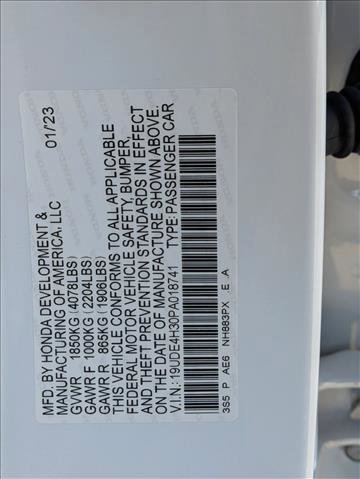 MFD. BY HONDA DEVELOPMENT &
MANUFACTURING OF AMERICA, LLC 01/23
GVWR 1850KG (4078LBS)
GAWR F 1000KG (2204LBS)
GAWR R 865KG (1906LBS)
THIS VEHICLE CONFORMS TO ALL APPLICABLE
FEDERAL MOTOR VEHICLE SAFETY, BUMPER,
AND THEFT PREVENTION STANDARDS IN EFFECT
ON THE DATE OF MANUFACTURE SHOWN ABOVE.
V.I.N.: 19UDE4H30PA018741 TYPE: PASSENGER CAR
3S5 P AE6 NH883PX E A